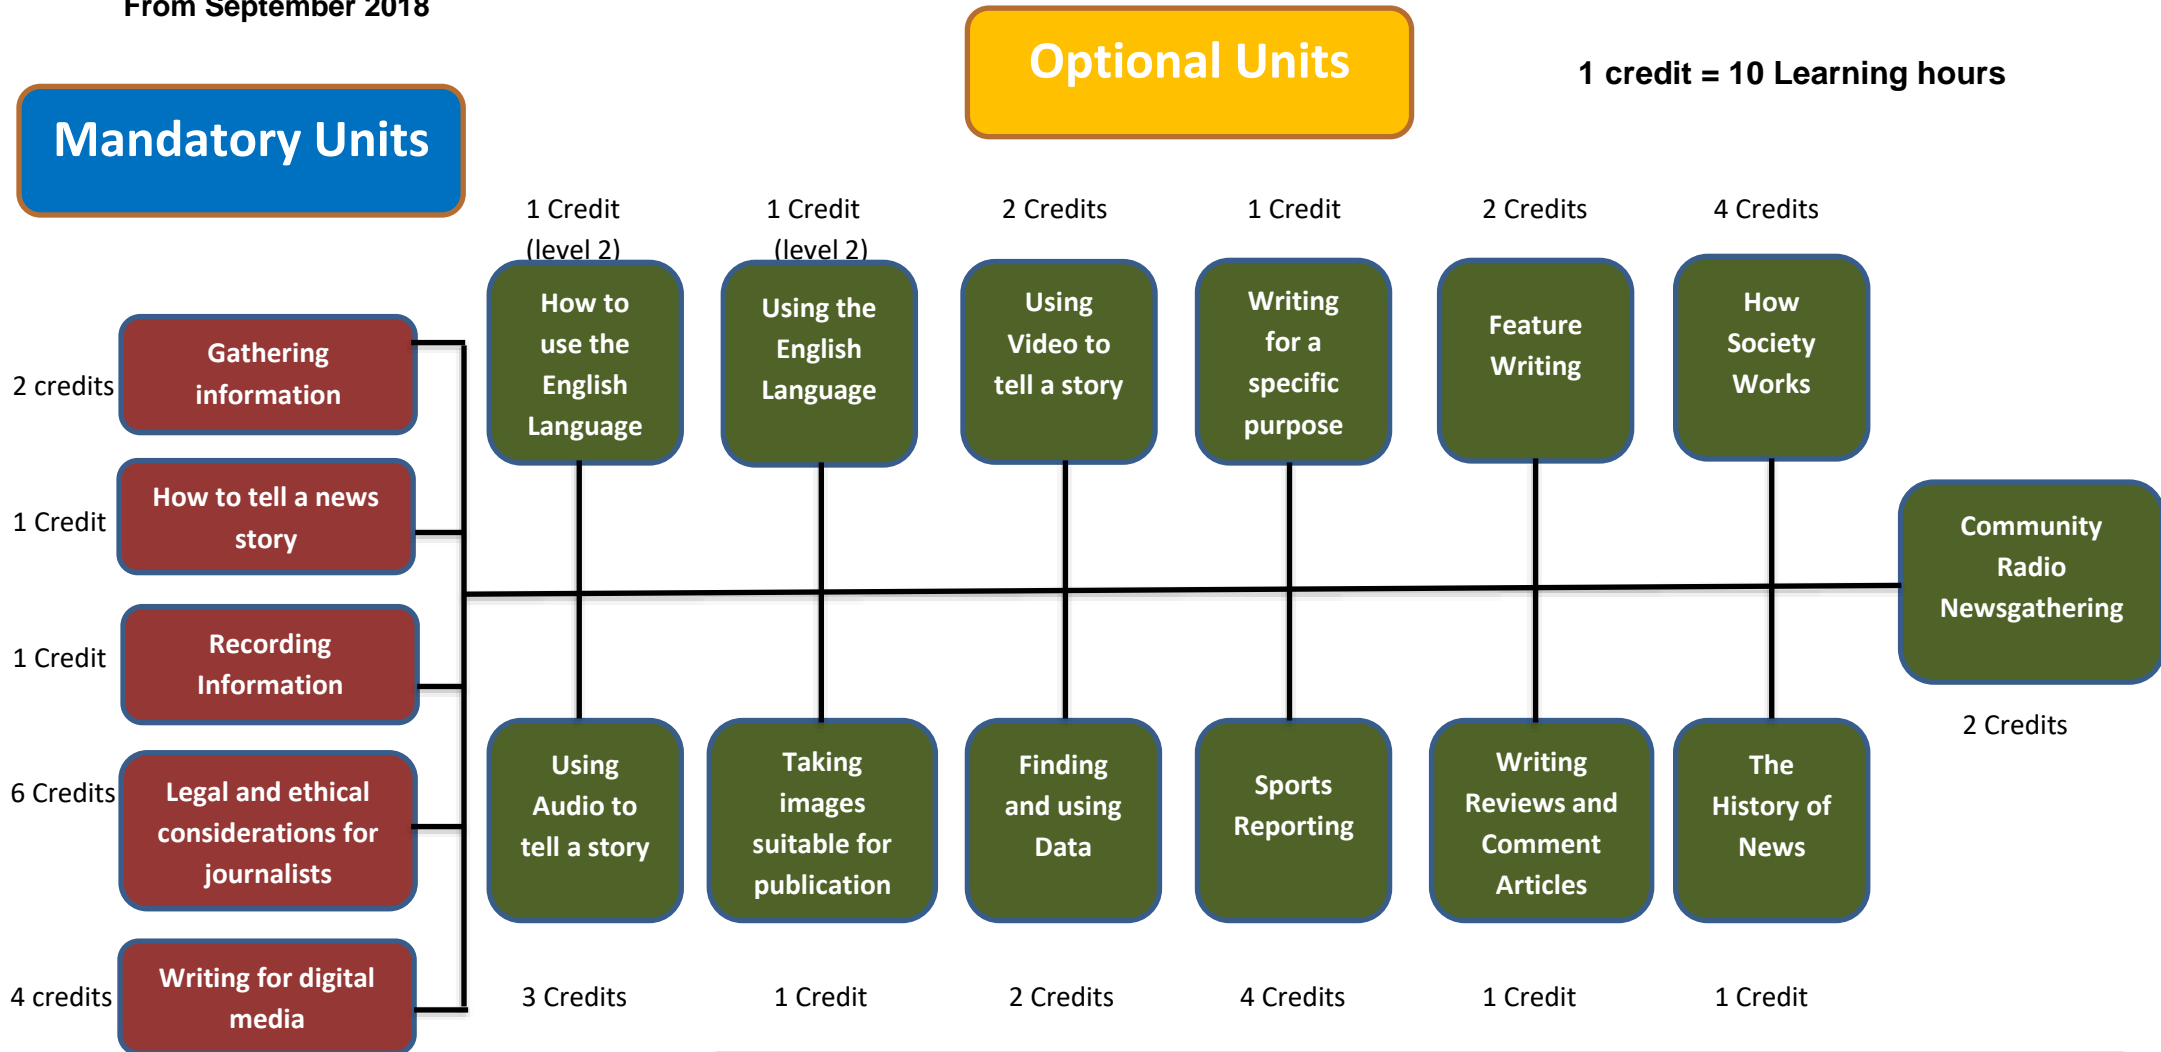 From September 2018
Optional Units
1 credit = 10 Learning hours
Mandatory Units
1 Credit
(level 2)
1 Credit
(level 2)
2 Credits
1 Credit
2 Credits
4 Credits
How to
use the
English
Language
Using the
English
Language
Using
Video to
tell a story
Writing
for a
specific
purpose
Feature
Writing
How
Society
Works
2 credits
Gathering
information
1 Credit
How to tell a news
story
1 Credit
Recording
Information
6 Credits
Legal and ethical
considerations for
journalists
4 credits
Writing for digital
media
Community
Radio
Newsgathering
2 Credits
Using
Audio to
tell a story
Taking
images
suitable for
publication
Finding
and using
Data
Sports
Reporting
Writing
Reviews and
Comment
Articles
The
History of
News
3 Credits
1 Credit
2 Credits
4 Credits
1 Credit
1 Credit